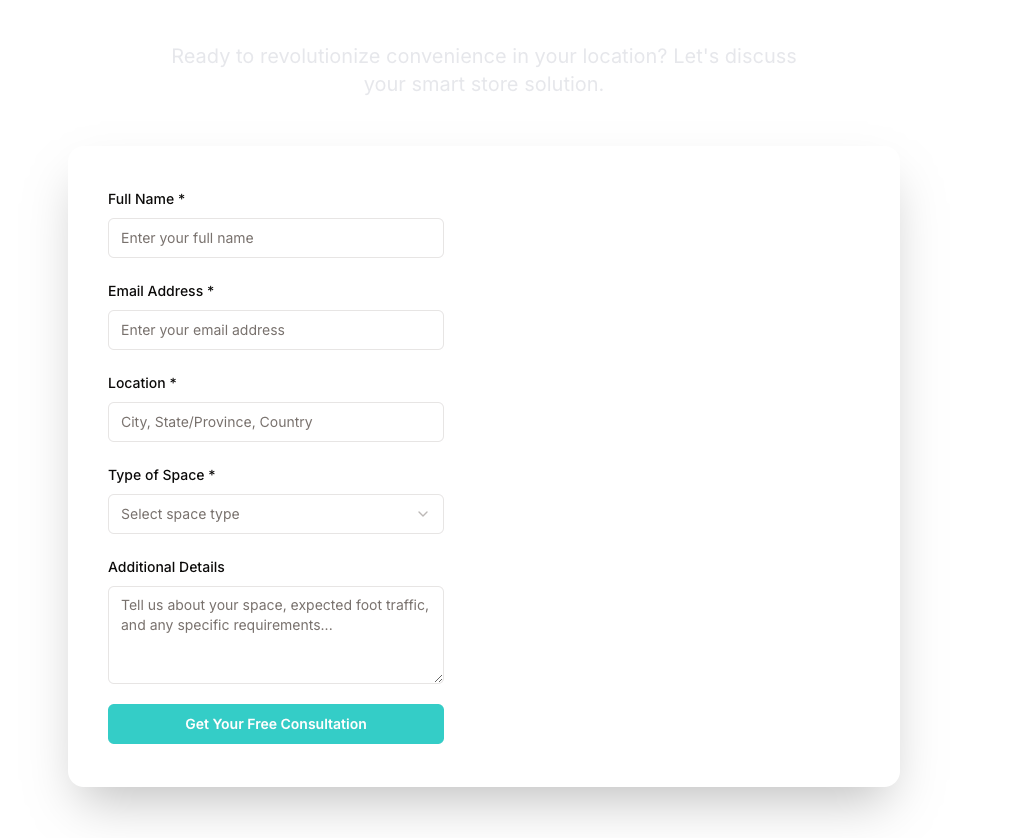 Ready to revolutionize convenience in your location? Let's discuss
your smart store solution.
Full Name *
Enter your full name
Email Address *
Enter your email address
Location *
City, State/Province, Country
Type of Space *
Select space type
Additional Details
Tell us about your space, expected foot traffic,
and any specific requirements...
Get Your Free Consultation